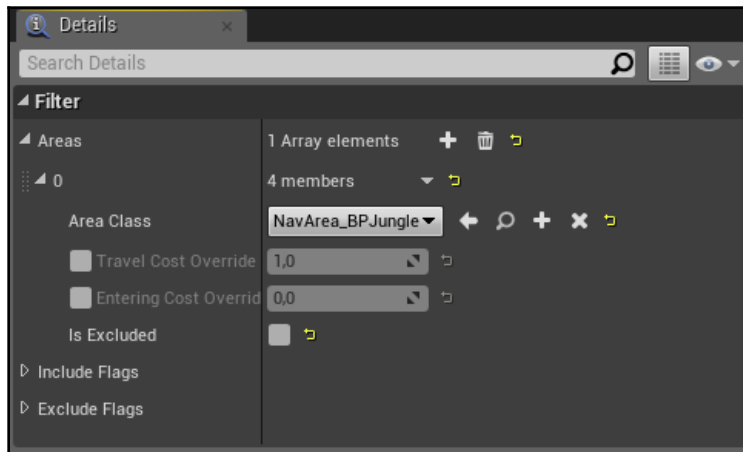 Details
Search Details
Filter
Areas 1 Array elements
0 4 members
Area Class NavArea_BPJungle
Travel Cost Override 1,0
Entering Cost Overrid 0,0
Is Excluded
Include Flags
Exclude Flags